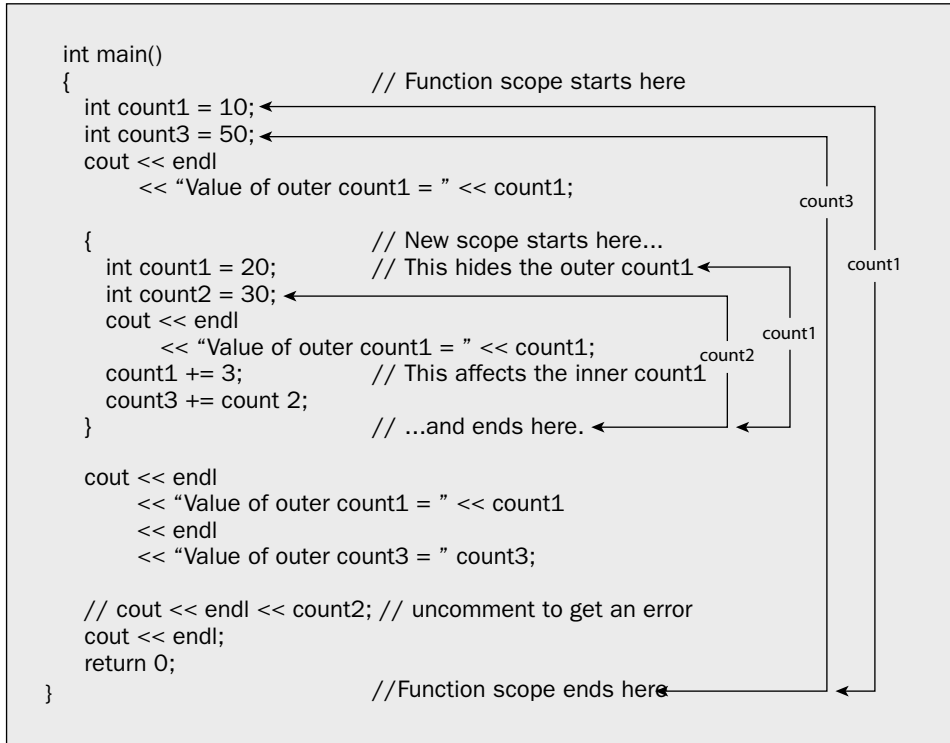 int main()
{ // Function scope starts here
int count1 = 10;
int count3 = 50;
cout << endl
<< “Value of outer count1 = ” << count1;
count3
{ // New scope starts here...
int count1 = 20; // This hides the outer count1
count1
int count2 = 30;
cout << endl
count1
<< “Value of outer count1 = ” << count1;
count2
count1 += 3; // This affects the inner count1
count3 += count 2;
} // ...and ends here.
cout << endl
<< “Value of outer count1 = ” << count1
<< endl
<< “Value of outer count3 = ” count3;
// cout << endl << count2; // uncomment to get an error
cout << endl;
return 0;
} //Function scope ends here